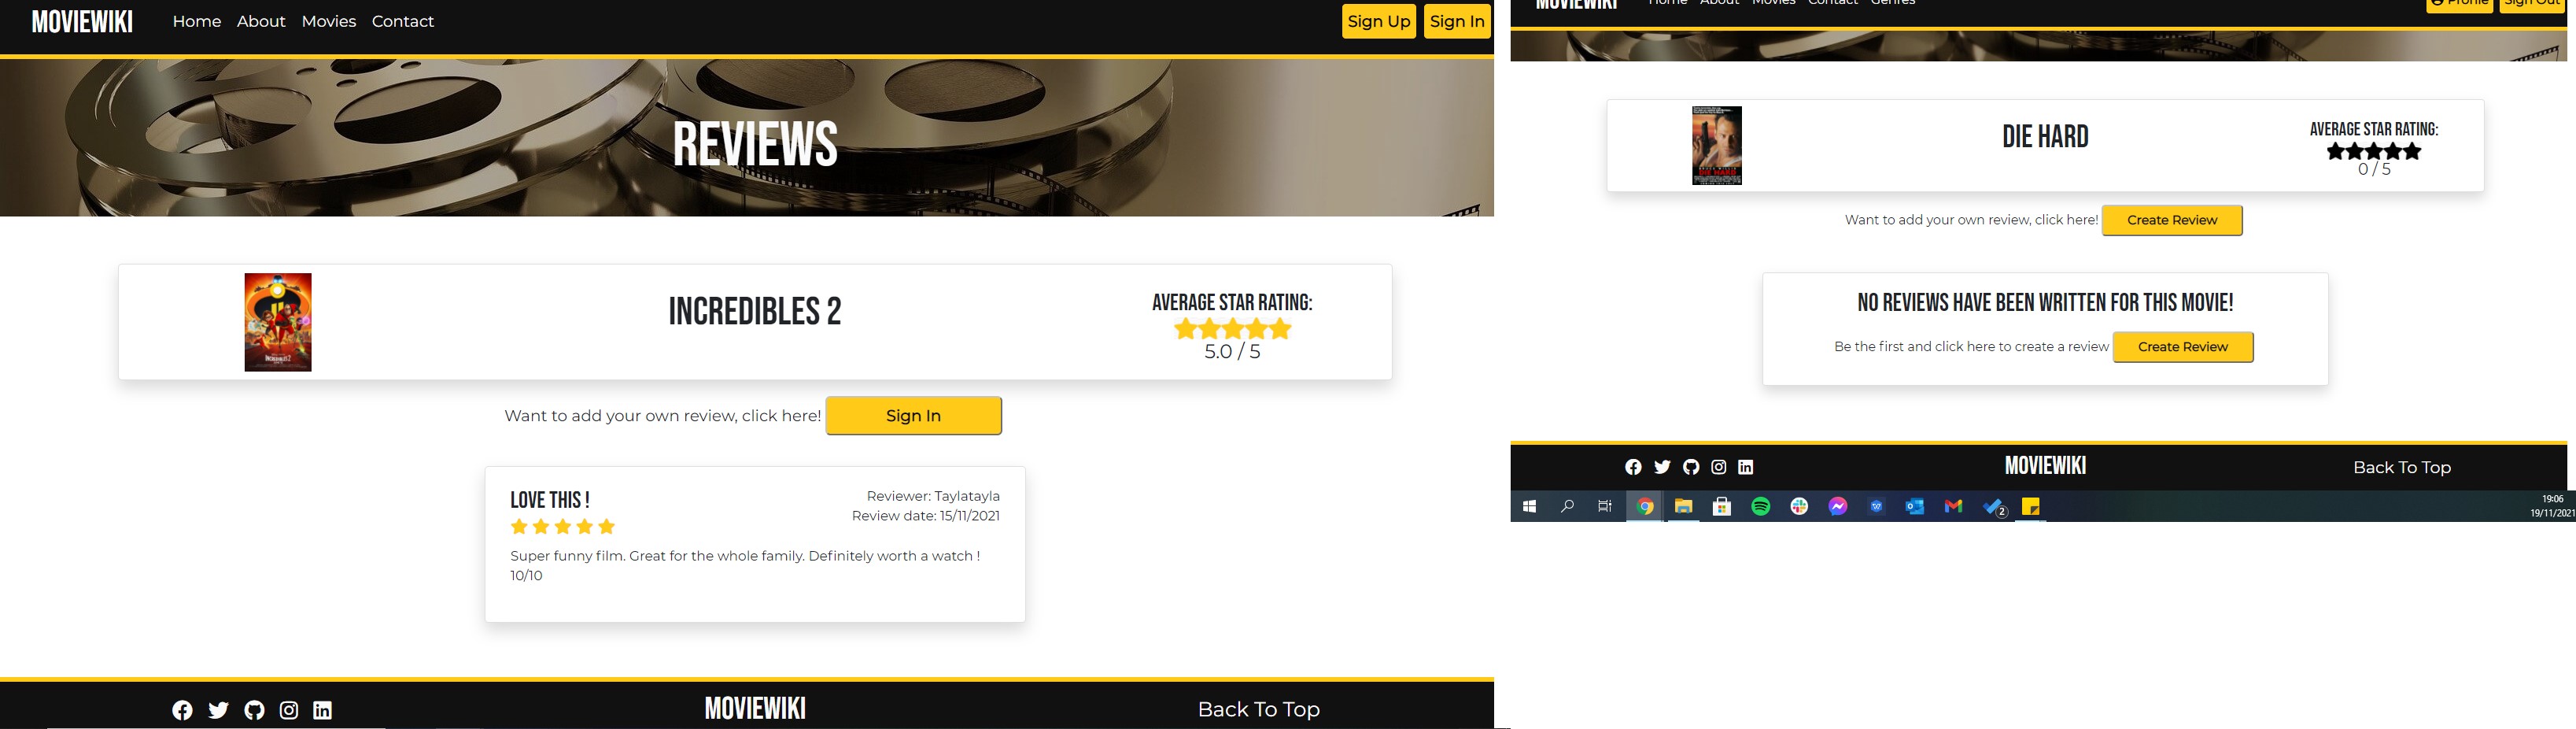 MOVIEWIKI Home About Movies Contact Sign Up Sign In
REVIEWS
INCREDIBLES 2
AVERAGE STAR RATING:
5.0 / 5
Want to add your own review, click here! Sign In
LOVE THIS !
Reviewer: Taylatayla
Review date: 15/11/2021
Super funny film. Great for the whole family. Definitely worth a watch !
10/10
MOVIEWIKI
Back To Top
MOVIEWIKI Home About Movies Contact Genres Profile Sign Out
DIE HARD
DIE HARD
AVERAGE STAR RATING:
0 / 5
Want to add your own review, click here! Create Review
NO REVIEWS HAVE BEEN WRITTEN FOR THIS MOVIE!
Be the first and click here to create a review Create Review
MOVIEWIKI
Back To Top
2
19:06
19/11/2021